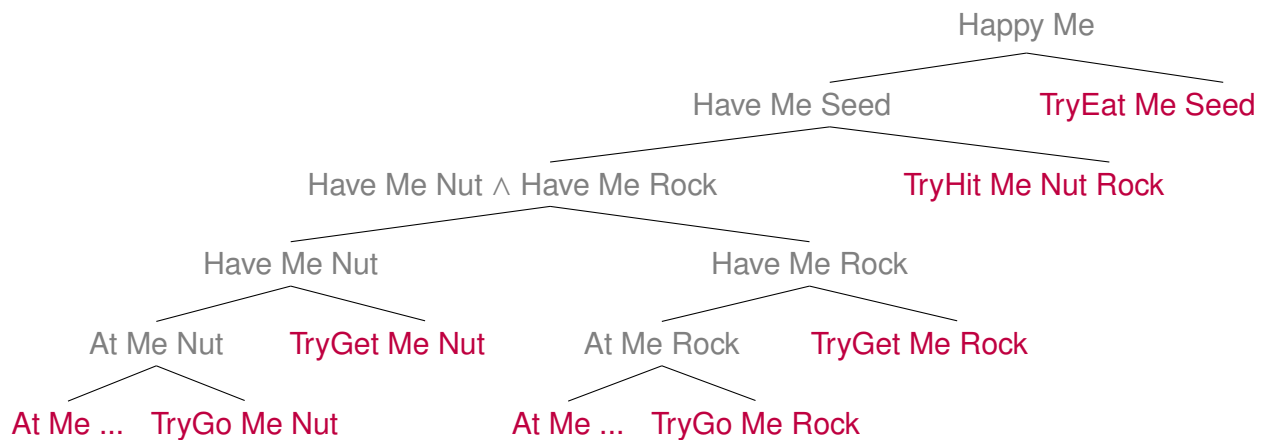 Happy Me
Have Me Seed TryEat Me Seed
Have Me Nut ∧ Have Me Rock TryHit Me Nut Rock
Have Me Nut Have Me Rock
At Me Nut TryGet Me Nut At Me Rock TryGet Me Rock
At Me ... TryGo Me Nut At Me ... TryGo Me Rock